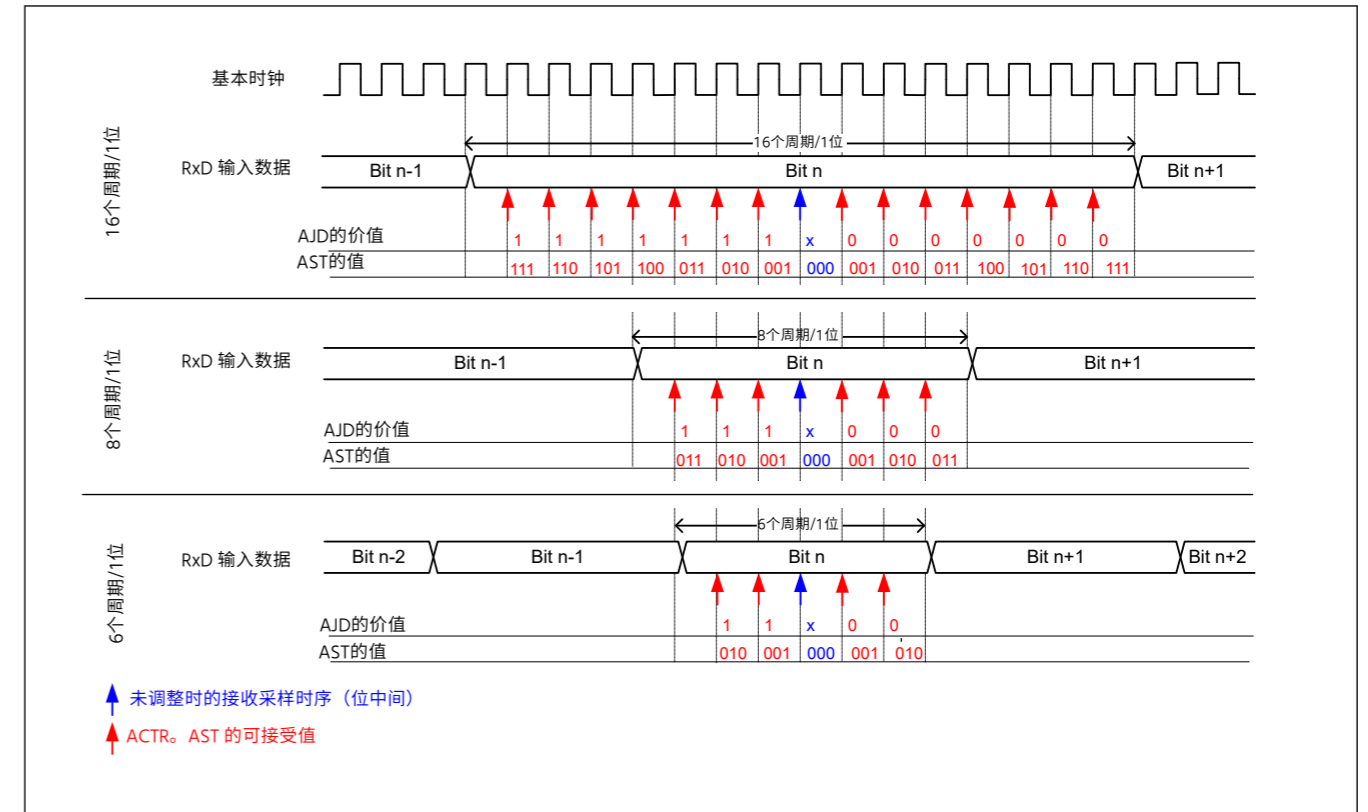 基本时钟
16个周期/1位
16个周期/1位
RxD 输入数据 Bit n-1 Bit n Bit n+1
AJD的价值 1 1 1 1 1 1 1 x 0 0 0 0 0 0 0
AST的值 111 110 101 100 011 010 001 000 001 010 011 100 101 110 111
8个周期/1位
8个周期/1位
RxD 输入数据 Bit n-1 Bit n Bit n+1
AJD的价值 1 1 1 x 0 0 0
AST的值 011 010 001 000 001 010 011
6个周期/1位
6个周期/1位
RxD 输入数据 Bit n-2 Bit n-1 Bit n Bit n+1 Bit n+2
AJD的价值 1 1 x 0 0
AST的值 010 001 000 001 010
未调整时的接收采样时序（位中间）
ACTR。AST 的可接受值